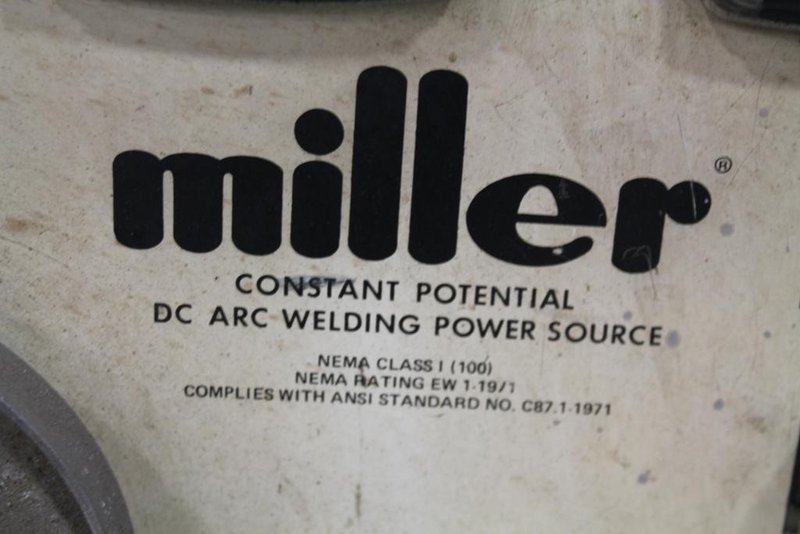 miller®
CONSTANT POTENTIAL
DC ARC WELDING POWER SOURCE
NEMA CLASS I (100)
NEMA RATING EW 1-1971
COMPLIES WITH ANSI STANDARD NO. C87.1-1971